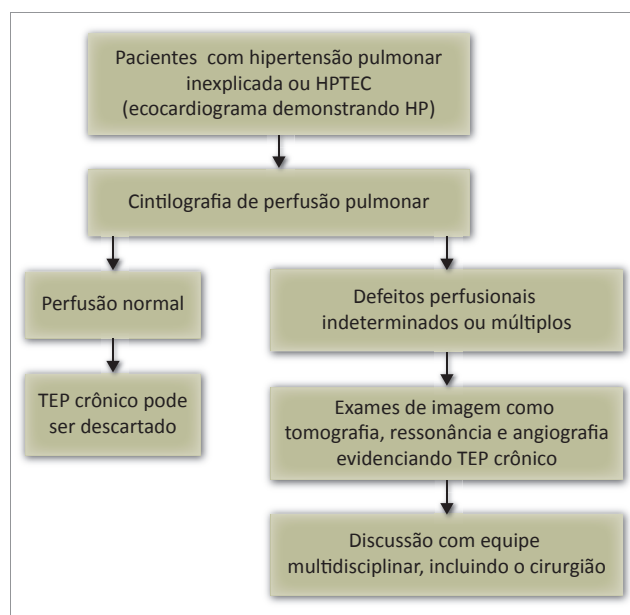 Pacientes com hipertensão pulmonar
inexplicada ou HPTEC
(ecocardiograma demonstrando HP)
Cintilografia de perfusão pulmonar
Perfusão normal
TEP crônico pode
ser descartado
Defeitos perfusionais
indeterminados ou múltiplos
Exames de imagem como
tomografia, ressonância e angiografia
evidenciando TEP crônico
Discussão com equipe
multidisciplinar, incluindo o cirurgião